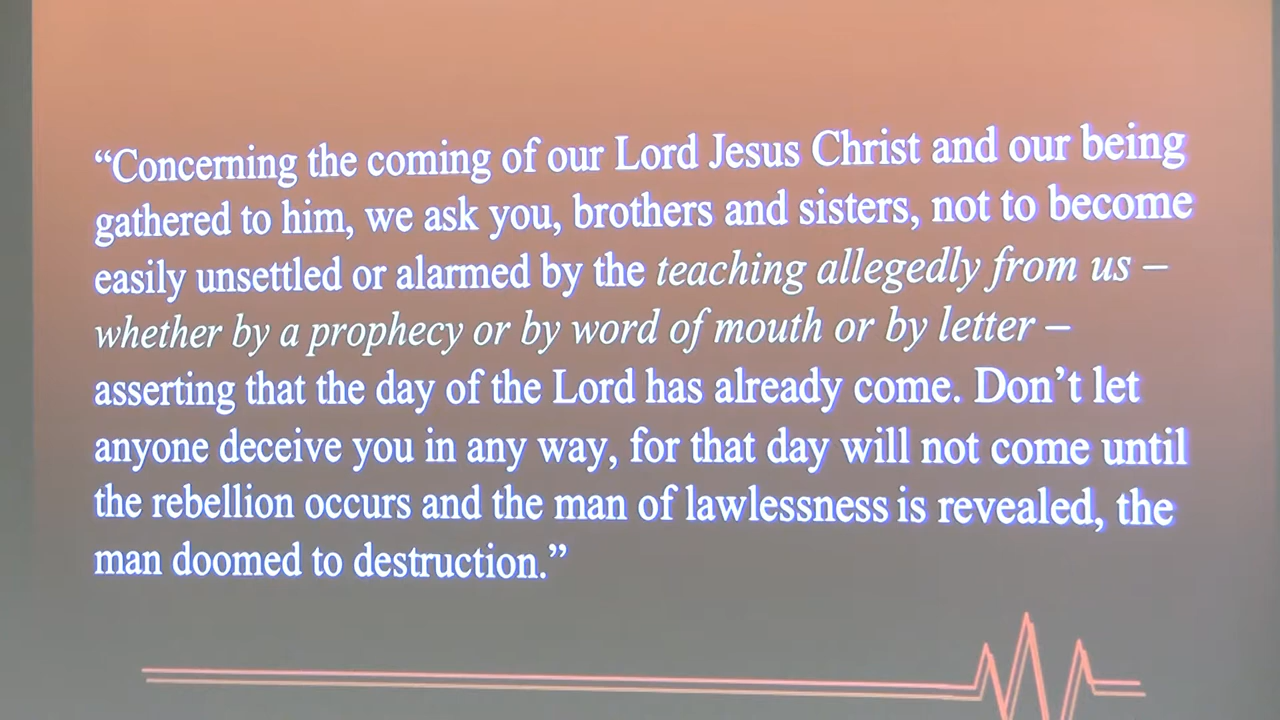 “Concerning the coming of our Lord Jesus Christ and our being
gathered to him, we ask you, brothers and sisters, not to become
easily unsettled or alarmed by the teaching allegedly from us –
whether by a prophecy or by word of mouth or by letter –
asserting that the day of the Lord has already come. Don’t let
anyone deceive you in any way, for that day will not come until
the rebellion occurs and the man of lawlessness is revealed, the
man doomed to destruction.”